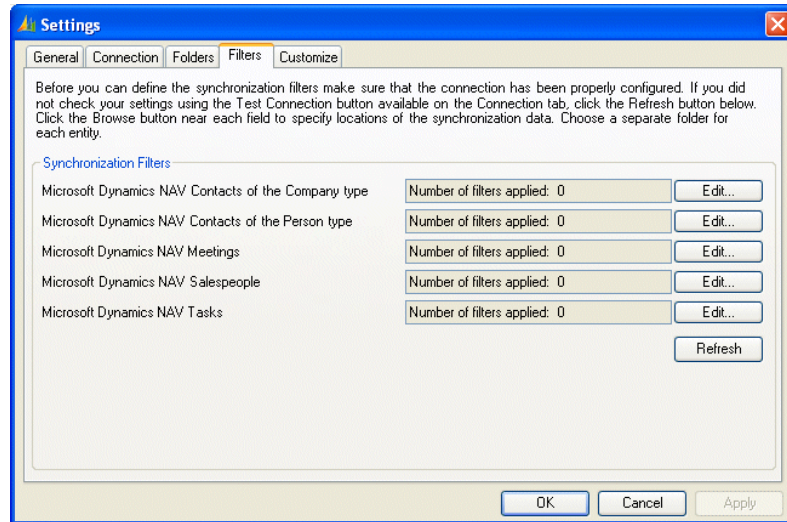 Settings
General Connection Folders Filters Customize
Before you can define the synchronization filters make sure that the connection has been properly configured. If you did
not check your settings using the Test Connection button available on the Connection tab, click the Refresh button below.
Click the Browse button near each field to specify locations of the synchronization data. Choose a separate folder for
each entity.
Synchronization Filters
Microsoft Dynamics NAV Contacts of the Company type Number of filters applied: 0 Edit...
Microsoft Dynamics NAV Contacts of the Person type Number of filters applied: 0 Edit...
Microsoft Dynamics NAV Meetings Number of filters applied: 0 Edit...
Microsoft Dynamics NAV Salespeople Number of filters applied: 0 Edit...
Microsoft Dynamics NAV Tasks Number of filters applied: 0 Edit...
Refresh
OK Cancel Apply